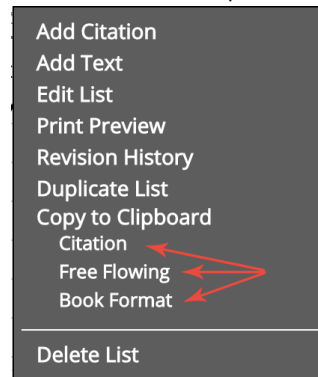 Add Citation
Add Text
Edit List
Print Preview
Revision History
Duplicate List
Copy to Clipboard
Citation
Free Flowing
Book Format
Delete List